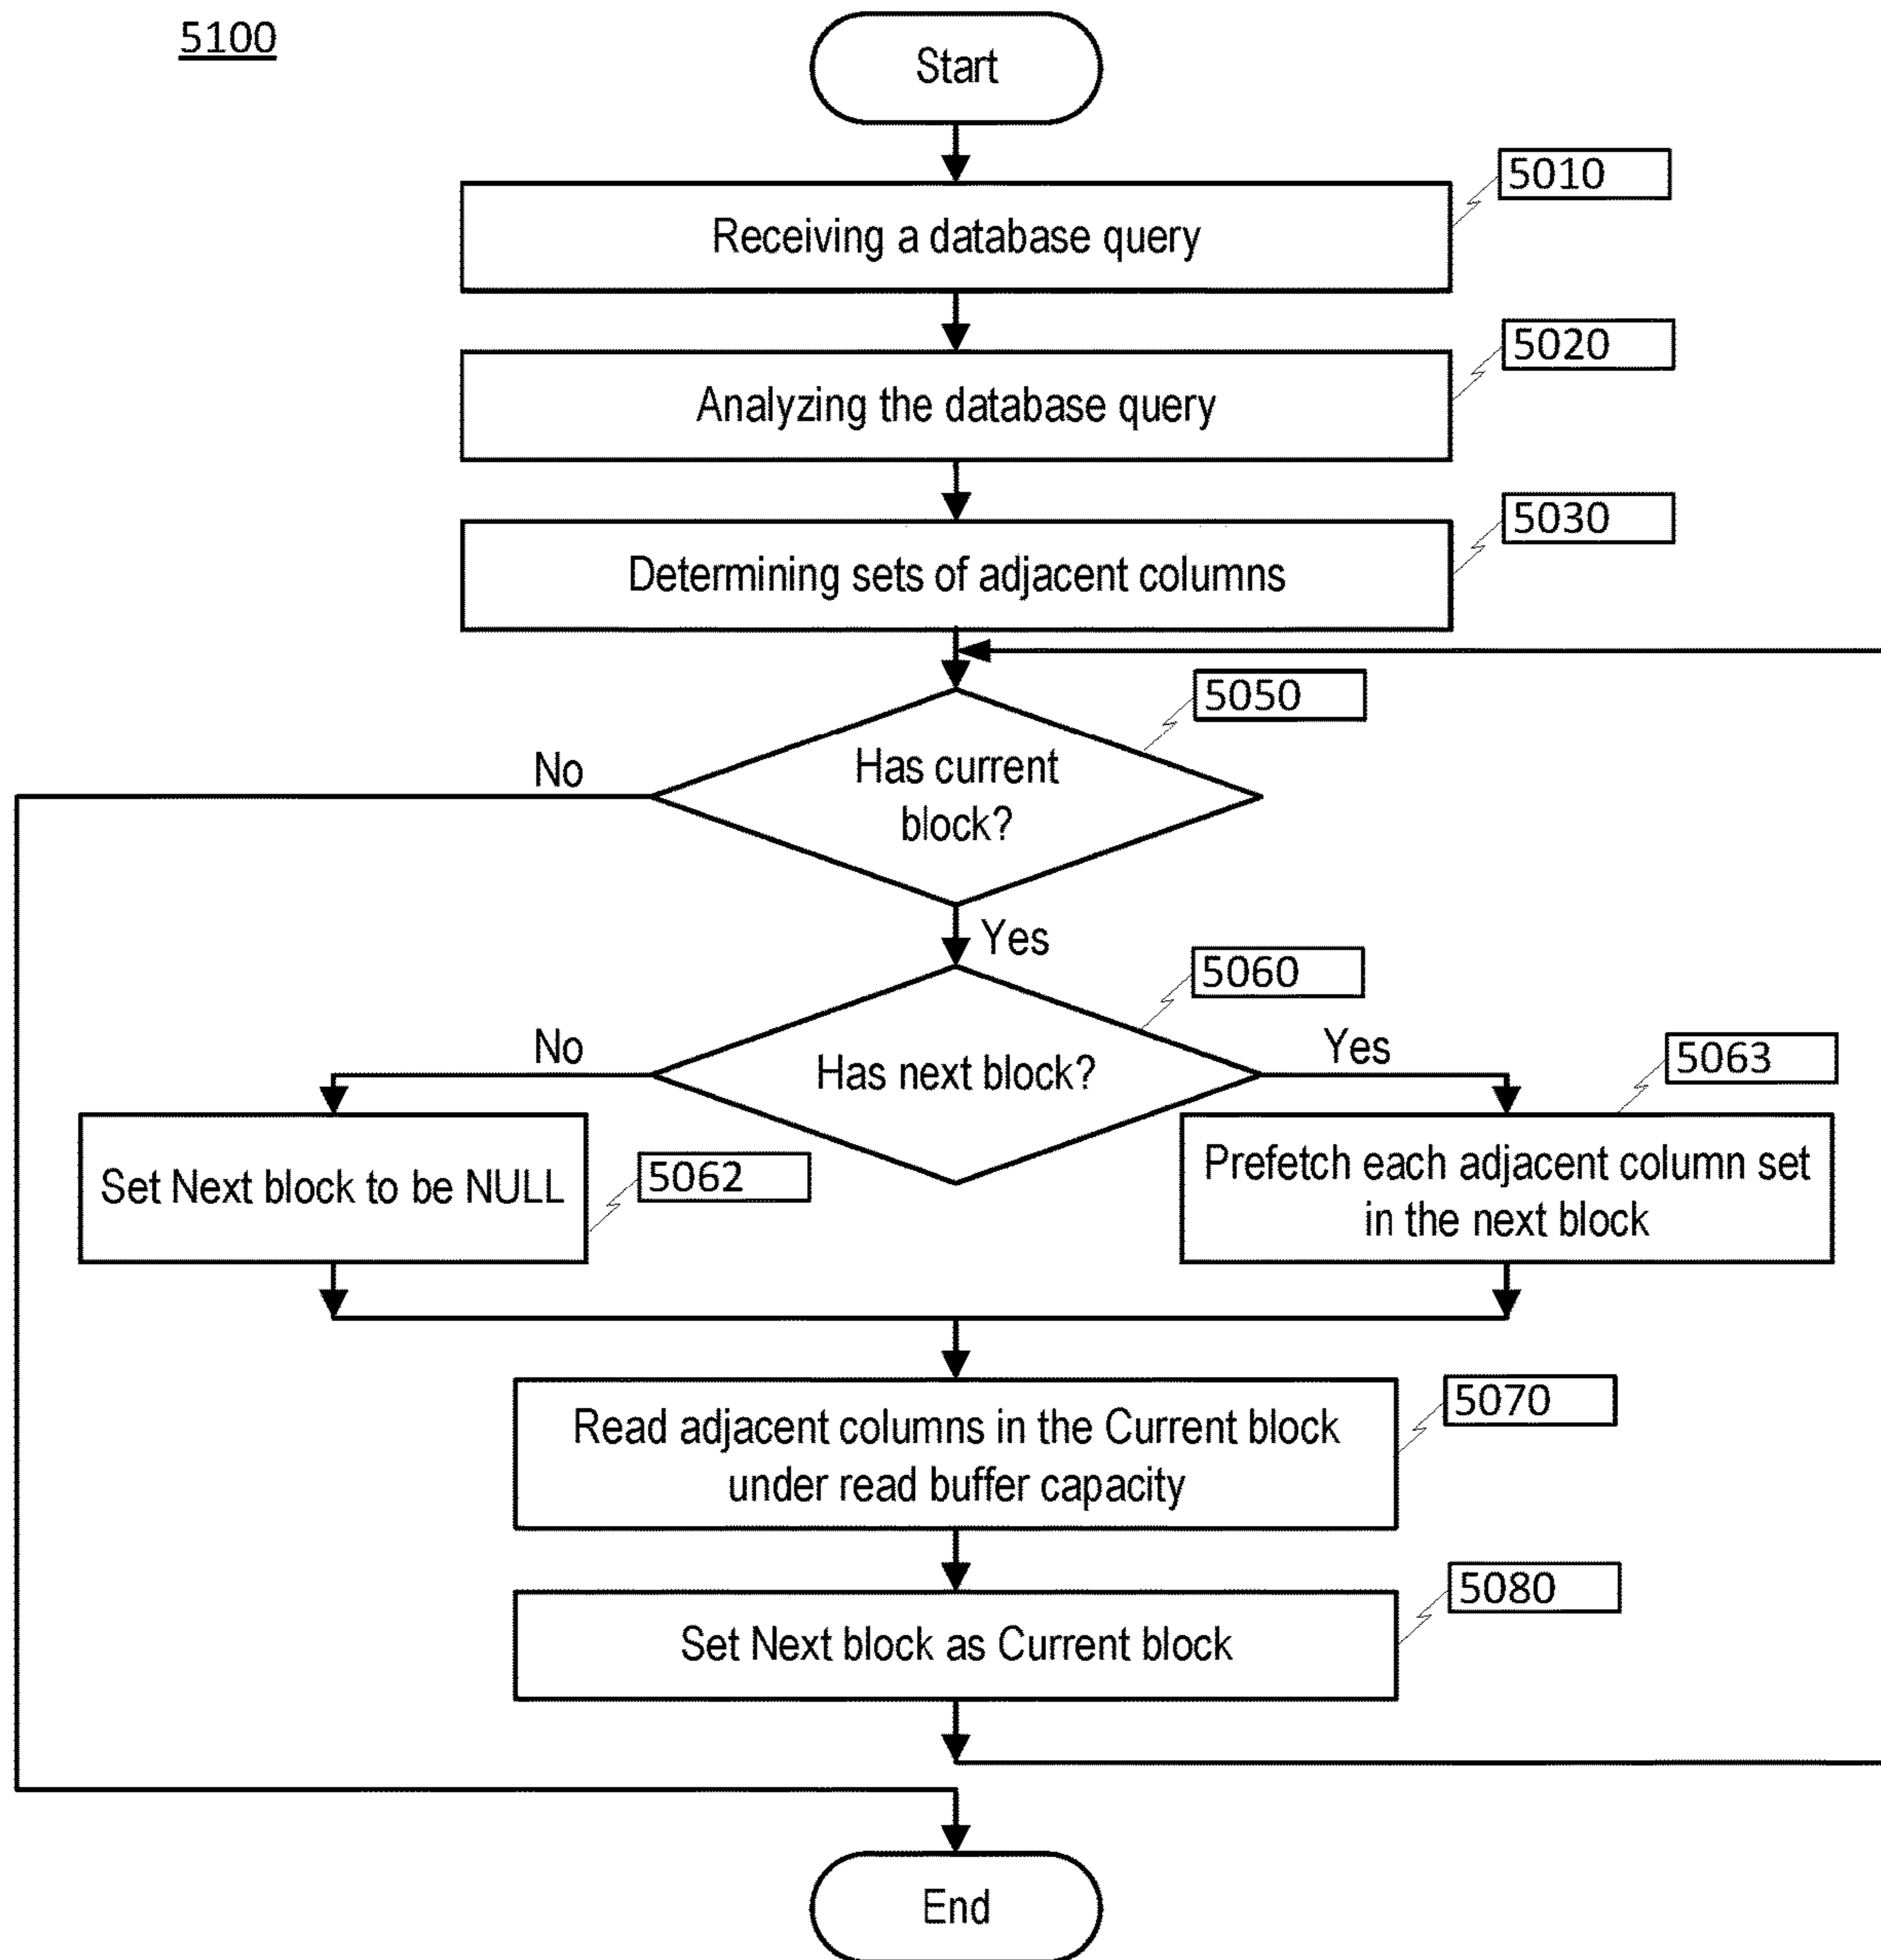 5100
Start
5010
Receiving a database query
5020
Analyzing the database query
5030
Determining sets of adjacent columns
5050
Has current
block?
No
Yes
5060
Has next block?
No
Yes
5063
Set Next block to be NULL
5062
Prefetch each adjacent column set
in the next block
5070
Read adjacent columns in the Current block
under read buffer capacity
5080
Set Next block as Current block
End